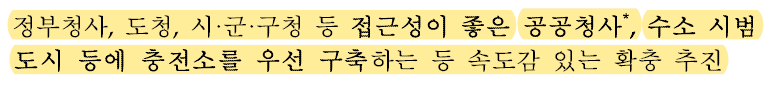 정부청사, 도청, 시·군·구청 등 접근성이 좋은 공공청사*, 수소 시범
도시 등에 충전소를 우선 구축하는 등 속도감 있는 확충 추진